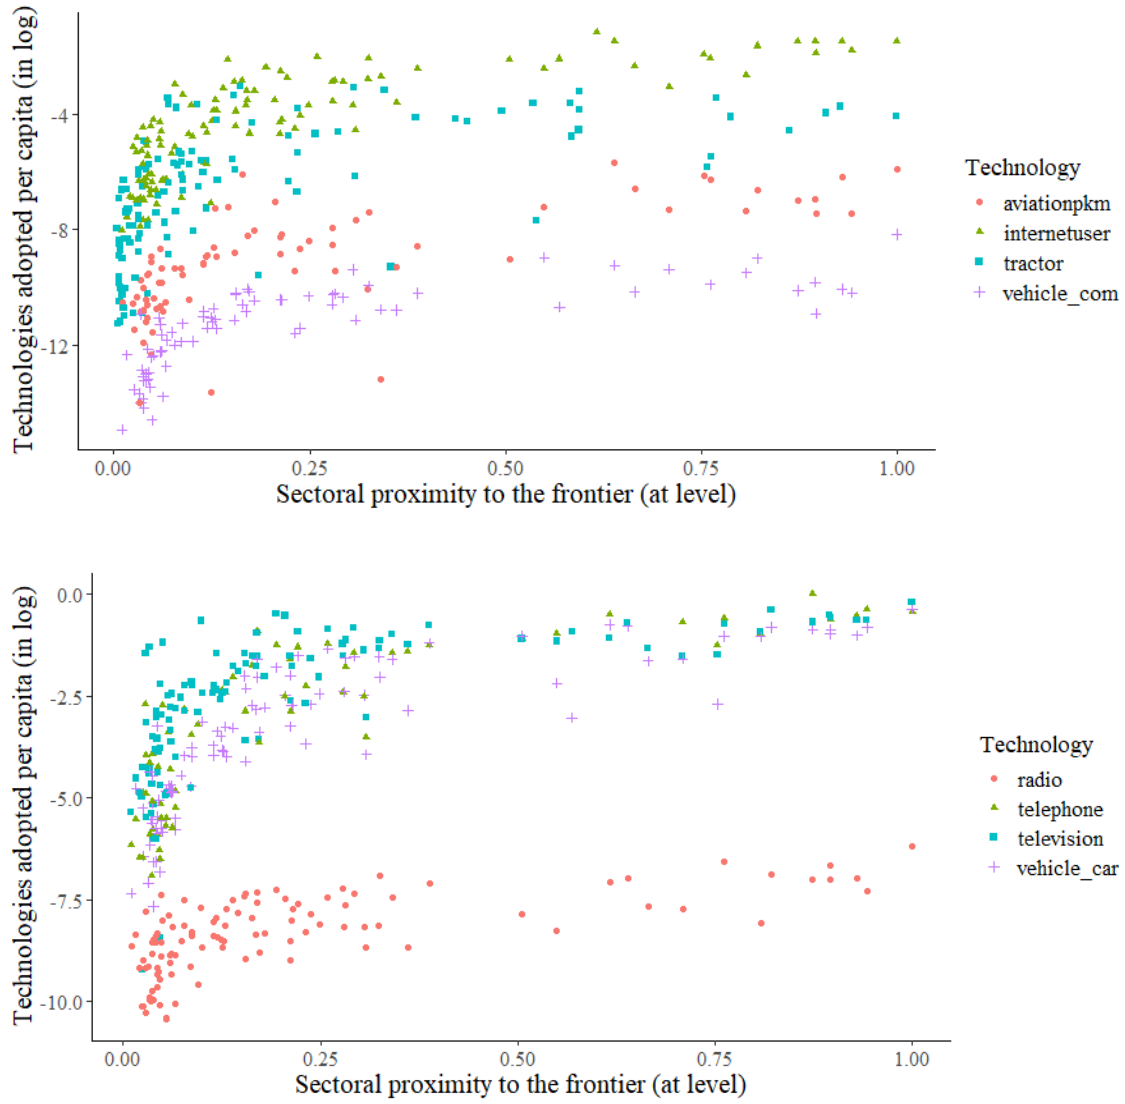 Technologies adopted per capita (in log)
-4
-8
-12
0.00 0.25 0.50 0.75 1.00
Sectoral proximity to the frontier (at level)
Technology
aviationpkm
internetuser
tractor
vehicle_com
Technologies adopted per capita (in log)
0.0
-2.5
-5.0
-7.5
-10.0
0.00 0.25 0.50 0.75 1.00
Sectoral proximity to the frontier (at level)
Technology
radio
telephone
television
vehicle_car